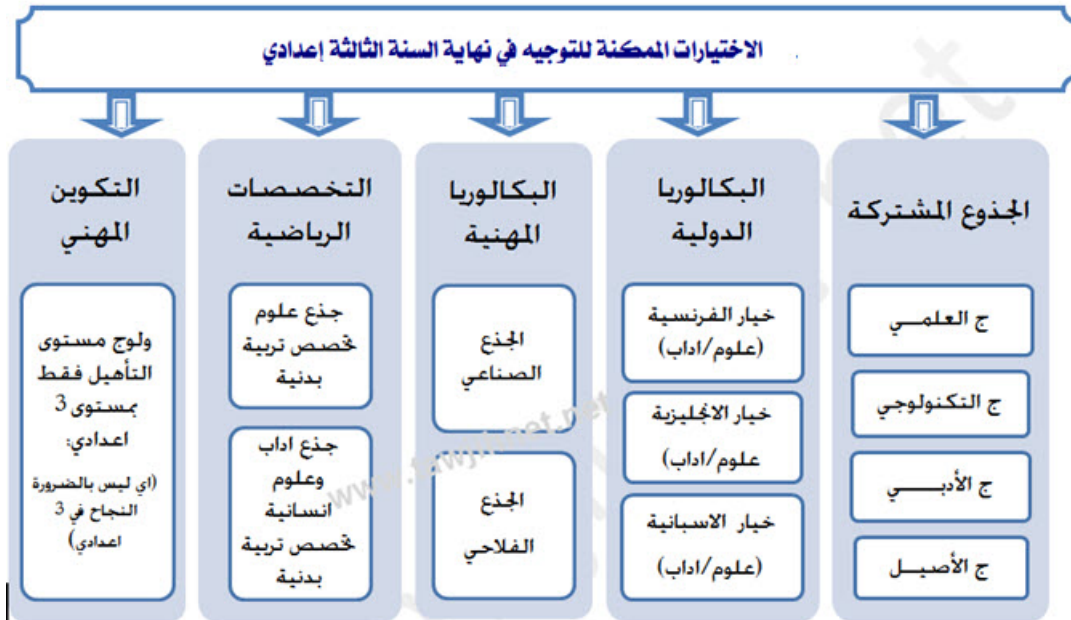 الاختيارات الممكنة للتوجيه في نهاية السنة الثالثة إعدادي
الجذوع المشتركة
ج العلمـــي
ج التكنولوجي
ج الأدبـــي
ج الأصيـــل
البكالوريا
الدولية
خيار الفرنسية
(علوم/اداب)
خيار الانجليزية
علوم/اداب)
خيار الاسبانية
(علوم/اداب)
البكالوريا
المهنية
الجذع
الصناعي
الجذع
الفلاحي
التخصصات
الرياضية
جذع علوم
تخصص تربية
بدنية
جذع اداب
وعلوم
انسانية
تخصص تربية
بدنية
التكوين
المهني
ولوج مستوى
التأهيل فقط
بمستوى 3
اعدادي:
(اي ليس بالضرورة
النجاح في 3
اعدادي)